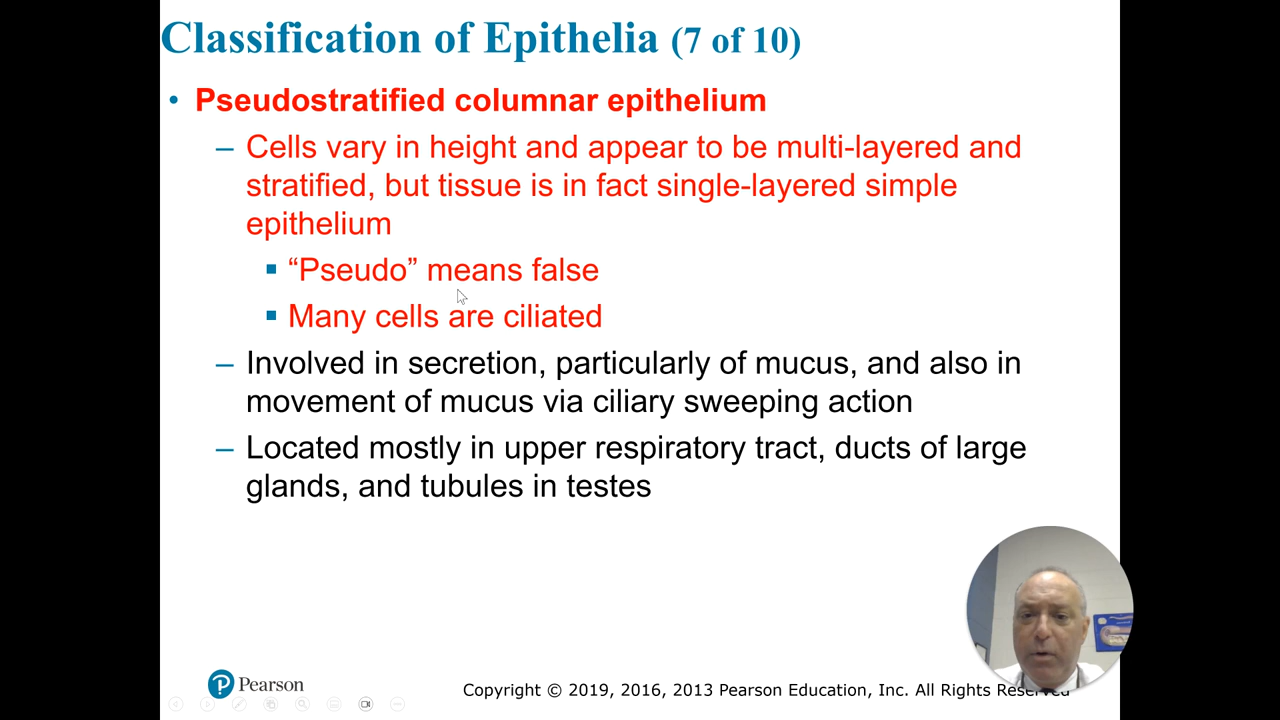 Classification of Epithelia (7 of 10)
• Pseudostratified columnar epithelium
– Cells vary in height and appear to be multi-layered and
stratified, but tissue is in fact single-layered simple
epithelium
▪ “Pseudo” means false
▪ Many cells are ciliated
– Involved in secretion, particularly of mucus, and also in
movement of mucus via ciliary sweeping action
– Located mostly in upper respiratory tract, ducts of large
glands, and tubules in testes
Pearson
Copyright © 2019, 2016, 2013 Pearson Education, Inc. All Rights Reserved